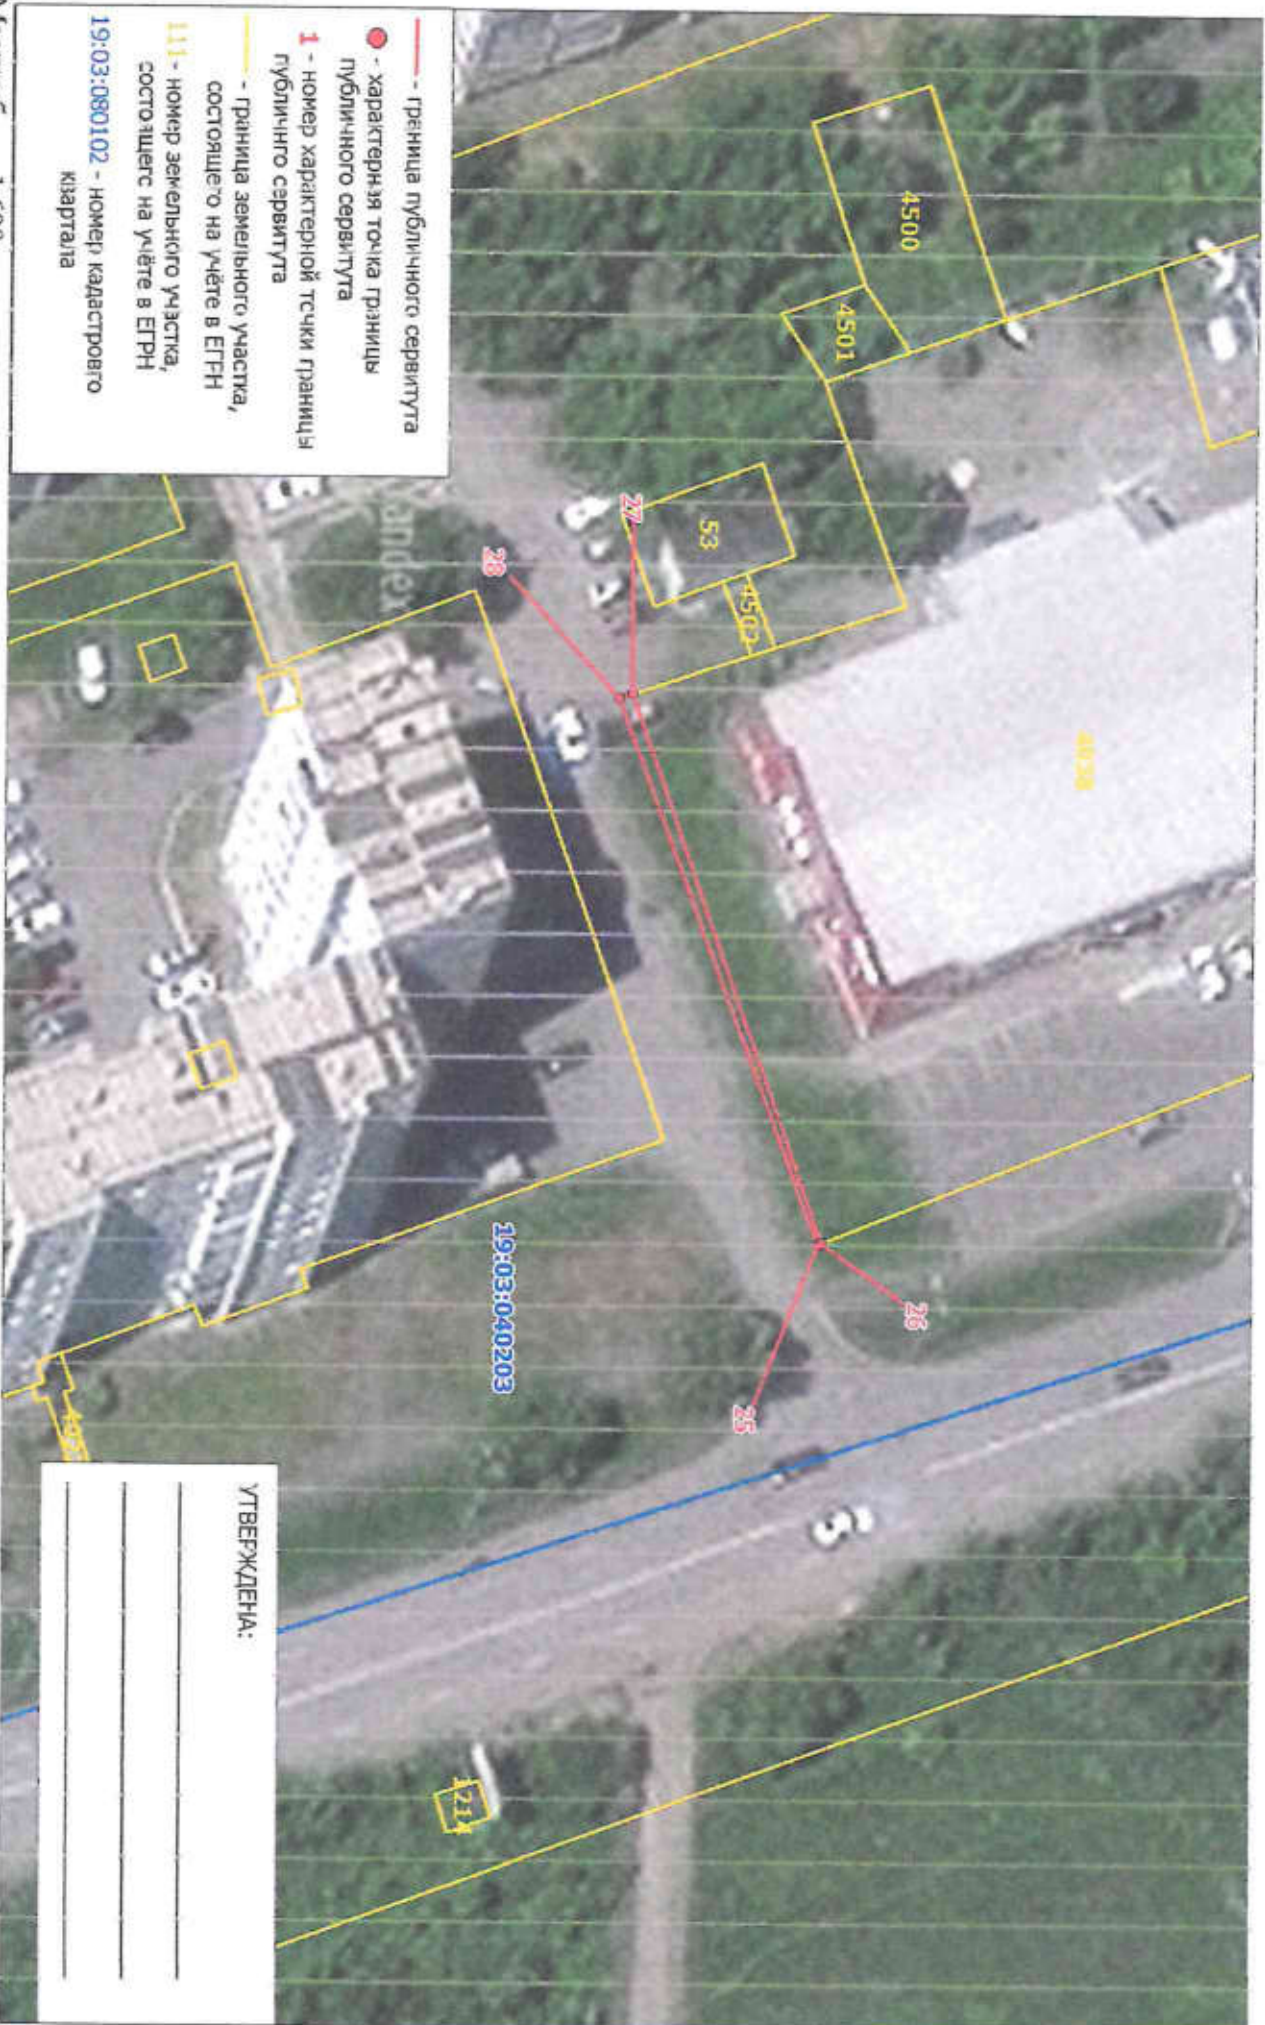 4500
4501
53
4502
27
28
26
25
19:03:040203
1214
- граница публичного сервитута
- характерная точка границы
публичного сервитута
1 - номер характерной точки границы
публичнго сервитута
- граница земельного участка,
состоящего на учёте в ЕГРН
111 - номер земельного участка,
состоящегс на учёте в ЕГРН
19:03:080102 - номер кадастрового
квартала
УТВЕРЖДЕНА: